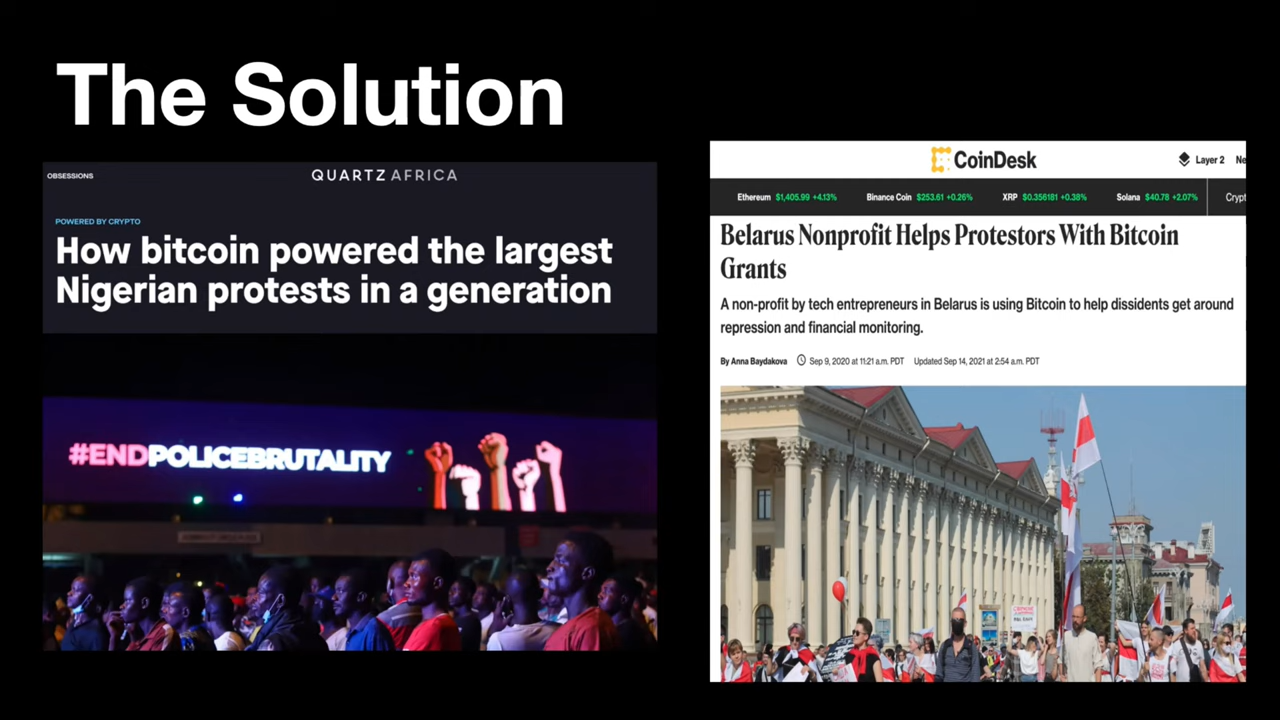 The Solution
OBSESSIONS
QUARTZ AFRICA
POWERED BY CRYPTO
How bitcoin powered the largest
Nigerian protests in a generation
#ENDPOLICEBRUTALITY
CoinDesk
Layer 2 Ne
Ethereum $1,405.99 +4.13% Binance Coin $253.61 +0.26% XRP $0.356181 +0.38% Solana $40.78 +2.07% Crypt
Belarus Nonprofit Helps Protestors With Bitcoin
Grants
A non-profit by tech entrepreneurs in Belarus is using Bitcoin to help dissidents get around
repression and financial monitoring.
By Anna Baydakova Sep 9, 2020 at 11:21 a.m. PDT Updated Sep 14, 2021 at 2:54 a.m. PDT